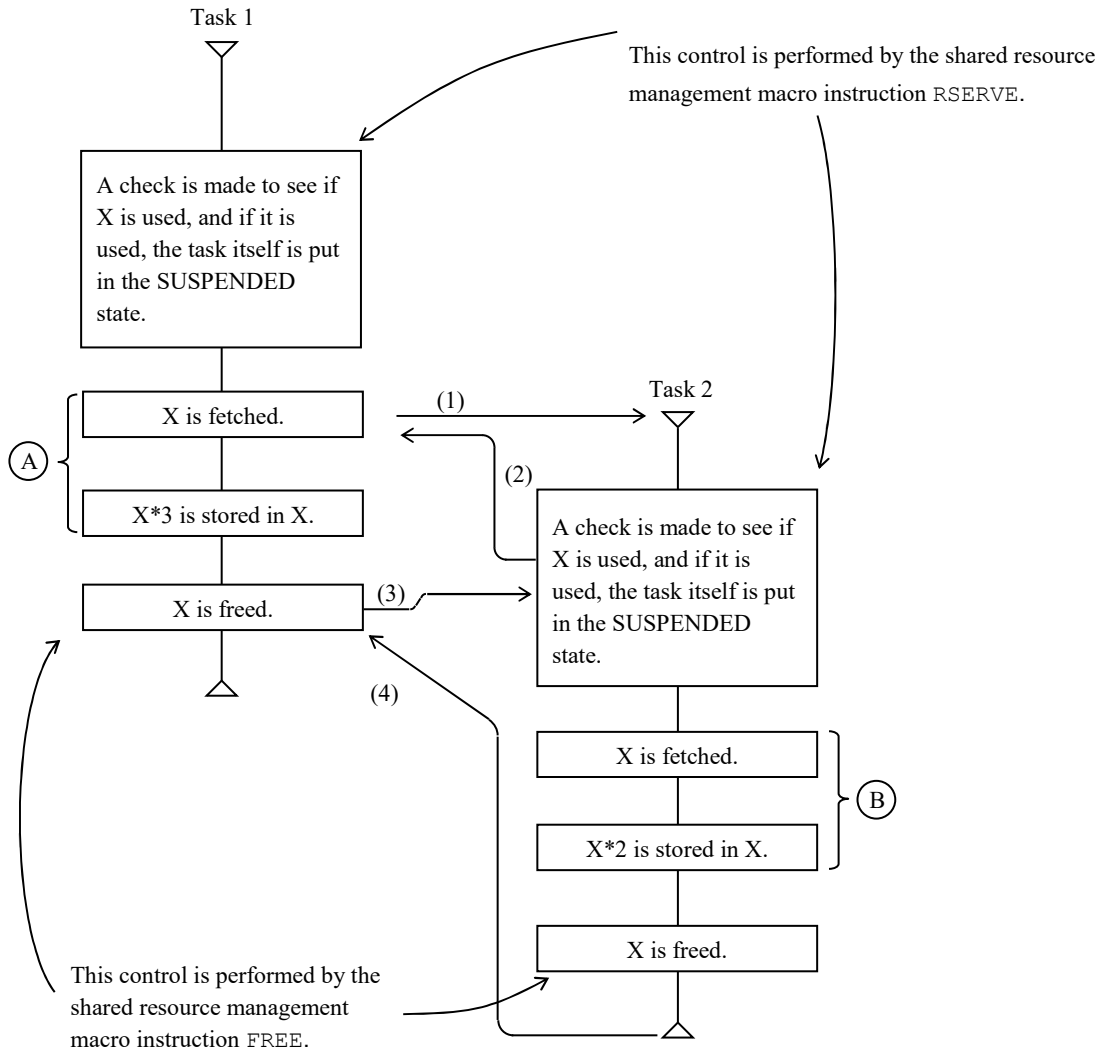 Task 1
This control is performed by the shared resource
management macro instruction RSERVE.
A check is made to see if
X is used, and if it is
used, the task itself is put
in the SUSPENDED
state.
X is fetched.
(1)
Task 2
A
(2)
X*3 is stored in X.
A check is made to see if
X is used, and if it is
used, the task itself is put
in the SUSPENDED
state.
X is freed.
(3)
(4)
X is fetched.
B
X*2 is stored in X.
X is freed.
This control is performed by the
shared resource management
macro instruction FREE.